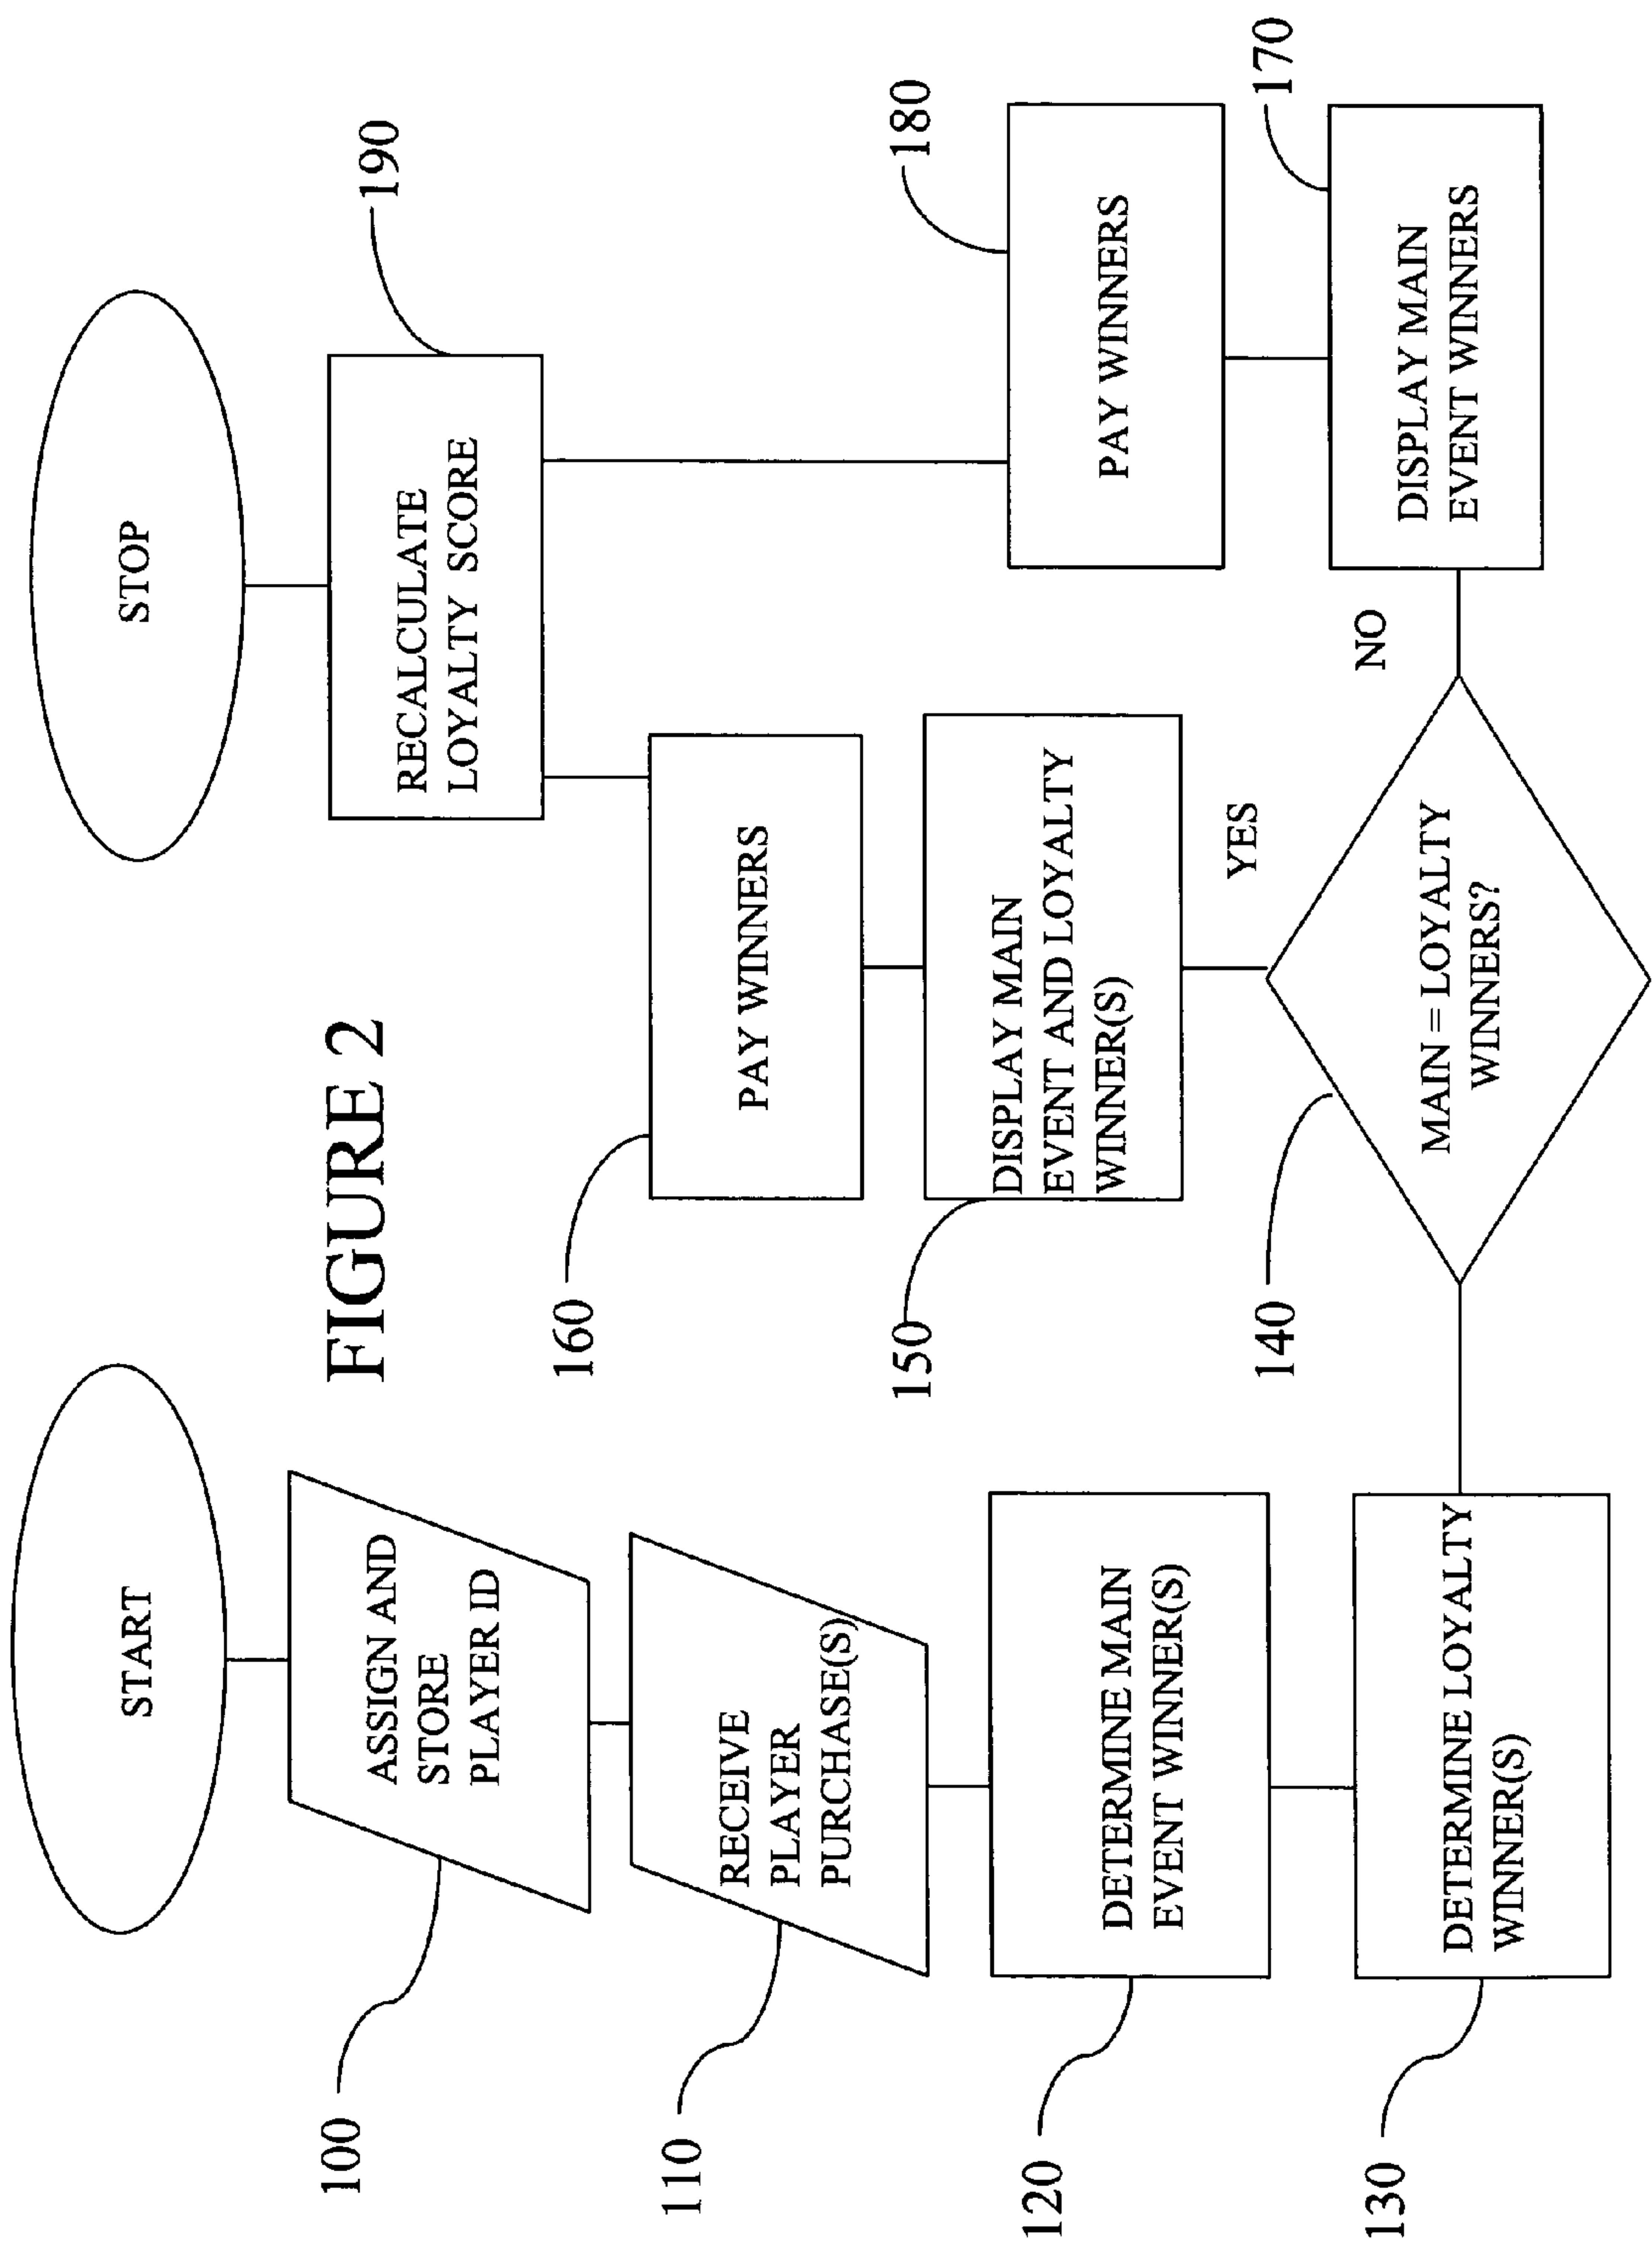 FIGURE 2
START
100
ASSIGN AND
STORE
PLAYER ID
110
RECEIVE
PLAYER
PURCHASE(S)
120
DETERMINE MAIN
EVENT WINNER(S)
130
DETERMINE LOYALTY
WINNER(S)
140
MAIN = LOYALTY
WINNERS?
YES
NO
150
DISPLAY MAIN
EVENT AND LOYALTY
WINNER(S)
160
PAY WINNERS
170
DISPLAY MAIN
EVENT WINNERS
180
PAY WINNERS
190
RECALCULATE
LOYALTY SCORE
STOP